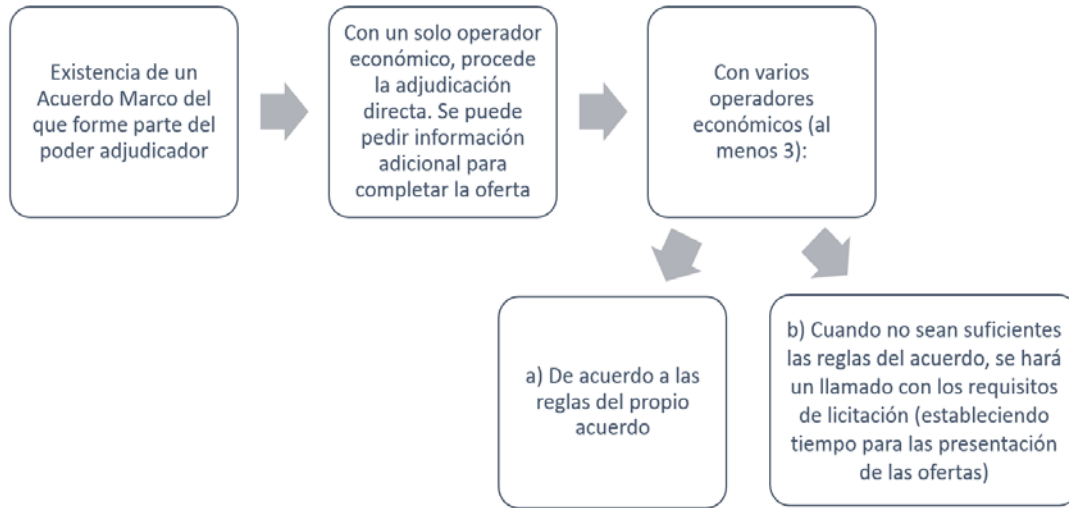 Existencia de un
Acuerdo Marco del
que forme parte del
poder adjudicador
Con un solo operador
económico, procede
la adjudicación
directa. Se puede
pedir información
adicional para
completar la oferta
Con varios
operadores
económicos (al
menos 3):
a) De acuerdo a las
reglas del propio
acuerdo
b) Cuando no sean suficientes
las reglas del acuerdo, se hará
un llamado con los requisitos
de licitación (estableciendo
tiempo para las presentación
de las ofertas)